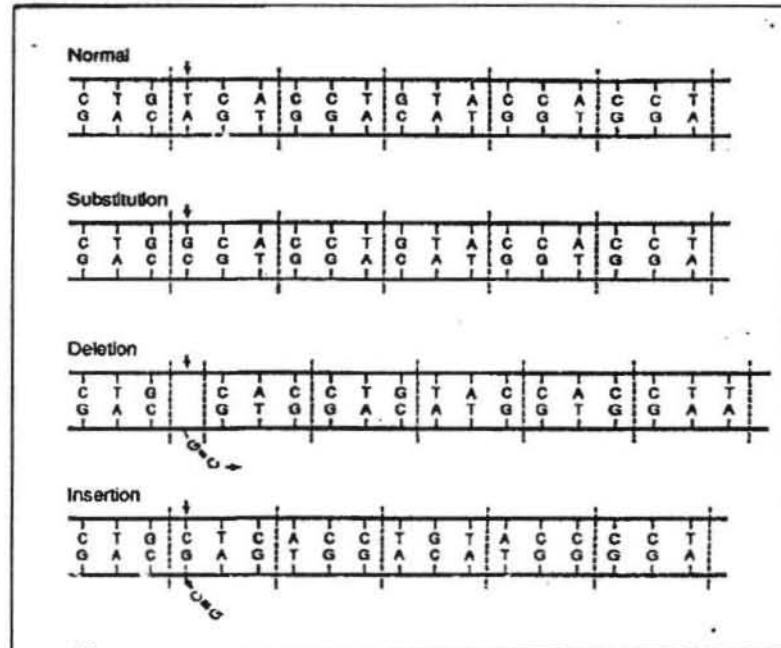 Normal
C T G T C A C C T G T A C C A C C T
G A C A G T G G A C A T G G T G G A
Substitution
C T G G C A C C T G T A C C A C C T
G A C C G T G G A C A T G G T G G A
Deletion
C T G C A C C T G T A C C A C C T T
G A C G T G G A C A T G G T G G A A
G=C
Insertion
C T G C T C A C C T G T A C C C C T
G A C G A G T G G A C A T G G G G A
C=G